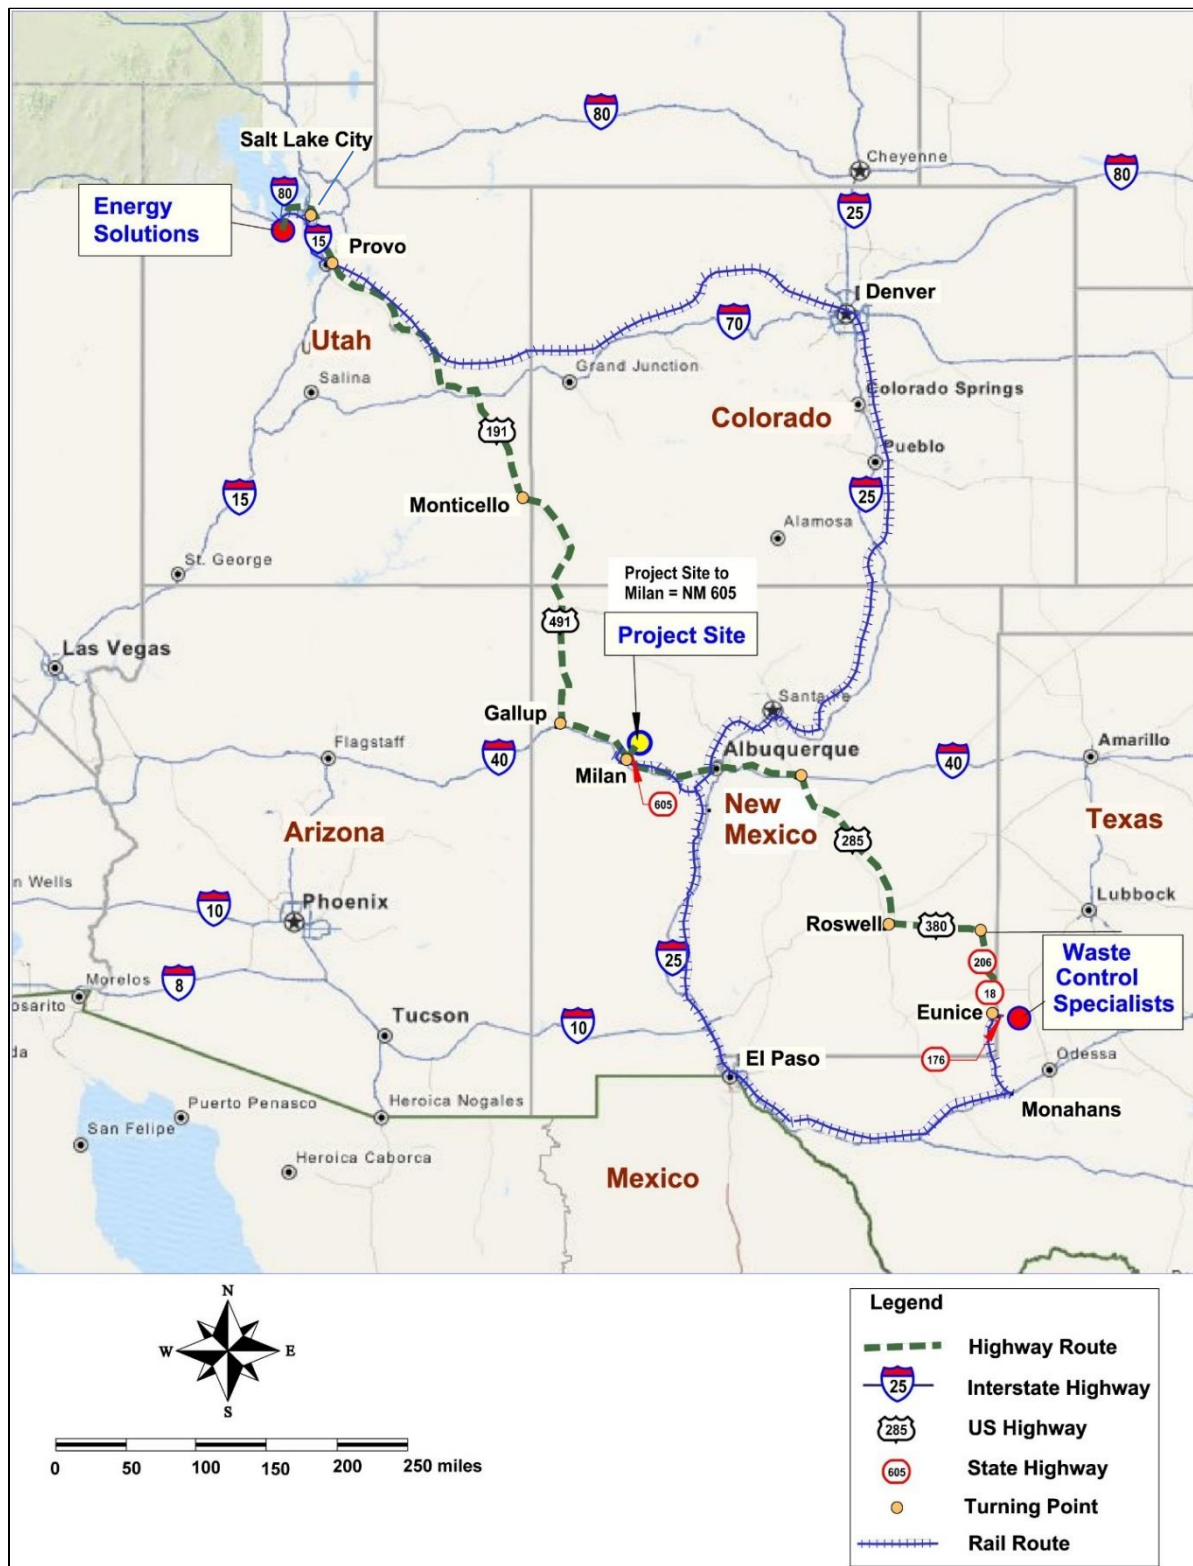 80
Cheyenne
80
Salt Lake City
80
25
Energy
Solutions
15
Provo
Denver
70
Utah
Grand Junction
Salina
Colorado Springs
Colorado
191
Pueblo
15
Monticello
25
Alamosa
St. George
Project Site to
Milan = NM 605
491
Project Site
Las Vegas
Santa Fe
Gallup
Flagstaff
40
Albuquerque
40
Amarillo
Milan
605
New
Mexico
Arizona
285
Texas
n Wells
10
Phoenix
Lubbock
Roswell
380
206
Waste
Control
Specialists
25
8
Morelos
18
osarito
Eunice
Tucson
10
da
176
El Paso
Odessa
Puerto Penasco
Heroica Nogales
Monahans
San Felipe
Heroica Caborca
Mexico
N
W
E
S
0
50
100
150
200
250 miles
Legend
Highway Route
25
Interstate Highway
285
US Highway
605
State Highway
Turning Point
Rail Route